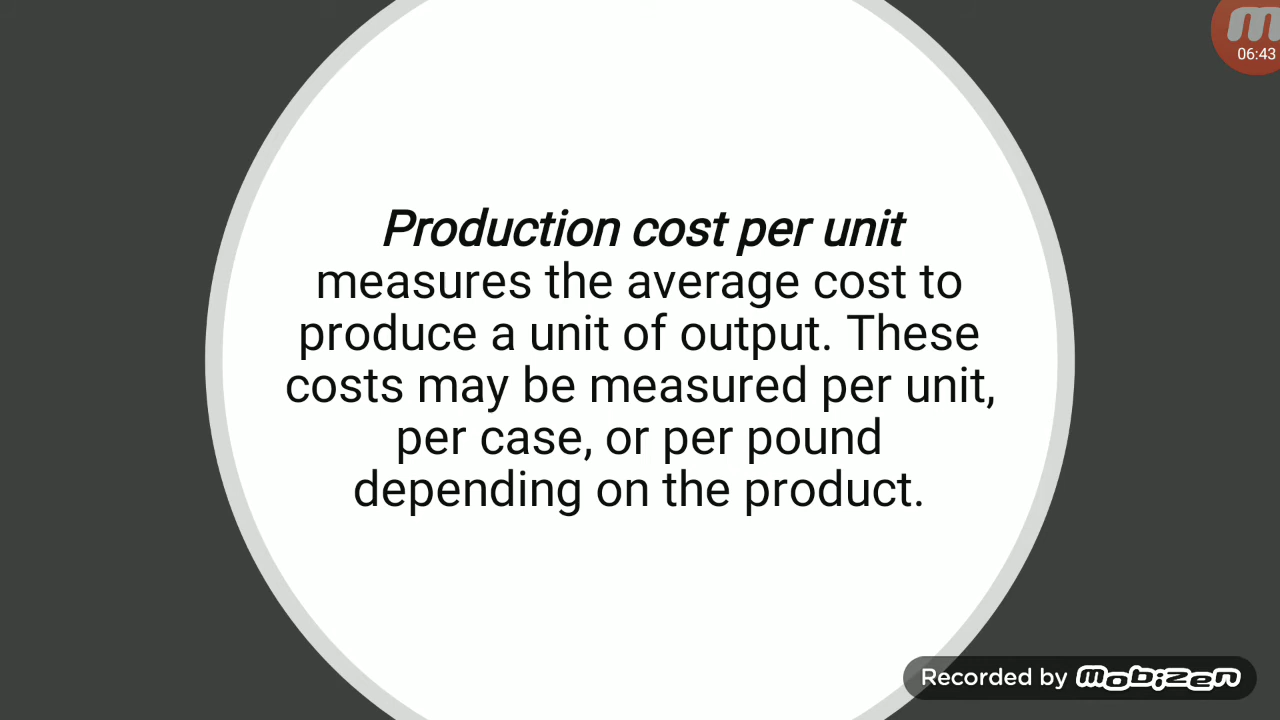 06:43
Production cost per unit
measures the average cost to
produce a unit of output. These
costs may be measured per unit,
per case, or per pound
depending on the product.
Recorded by mobizen